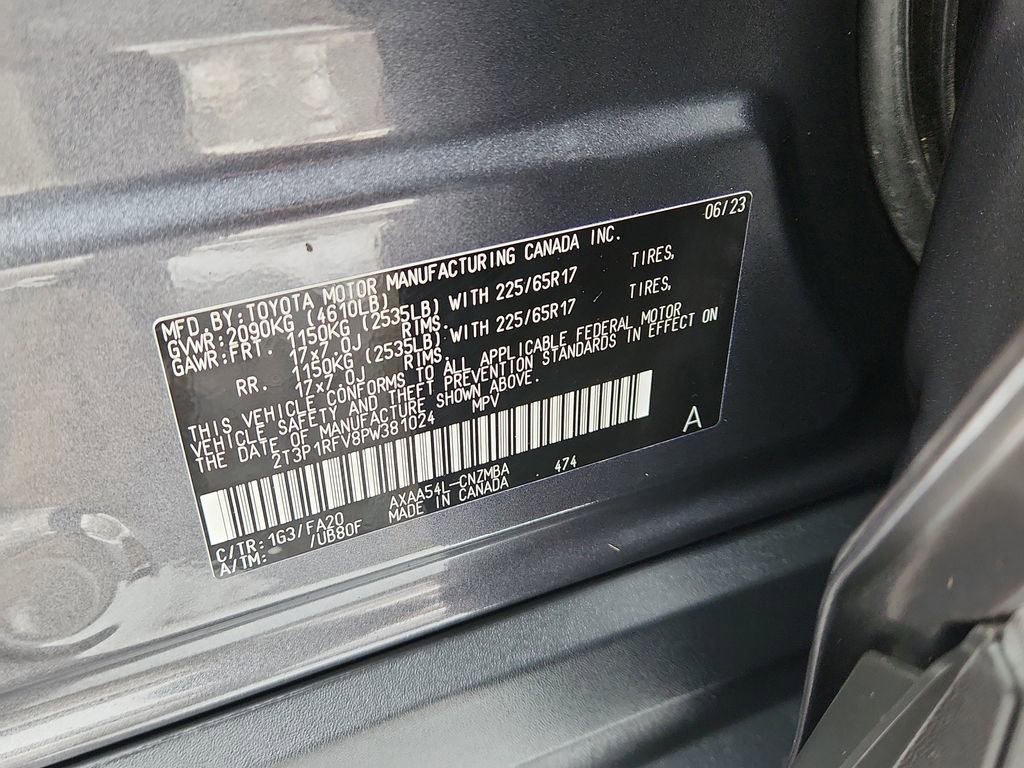 06/23
MFD. BY: TOYOTA MOTOR MANUFACTURING CANADA INC.
GVWR: 2090KG (4610LB)
GAWR: FRT. 1150KG (2535LB) WITH 225/65R17 TIRES,
17x7.0J RIMS.
RR. 1150KG (2535LB) WITH 225/65R17 TIRES,
17x7.0J RIMS.
THIS VEHICLE CONFORMS TO ALL APPLICABLE FEDERAL MOTOR
VEHICLE SAFETY AND THEFT PREVENTION STANDARDS IN EFFECT ON
THE DATE OF MANUFACTURE SHOWN ABOVE.
2T3P1RFV8PW381024 MPV
A
C/TR: 1G3/FA20 AXAA54L-CNZMBA 474
A/TM: /UB80F MADE IN CANADA